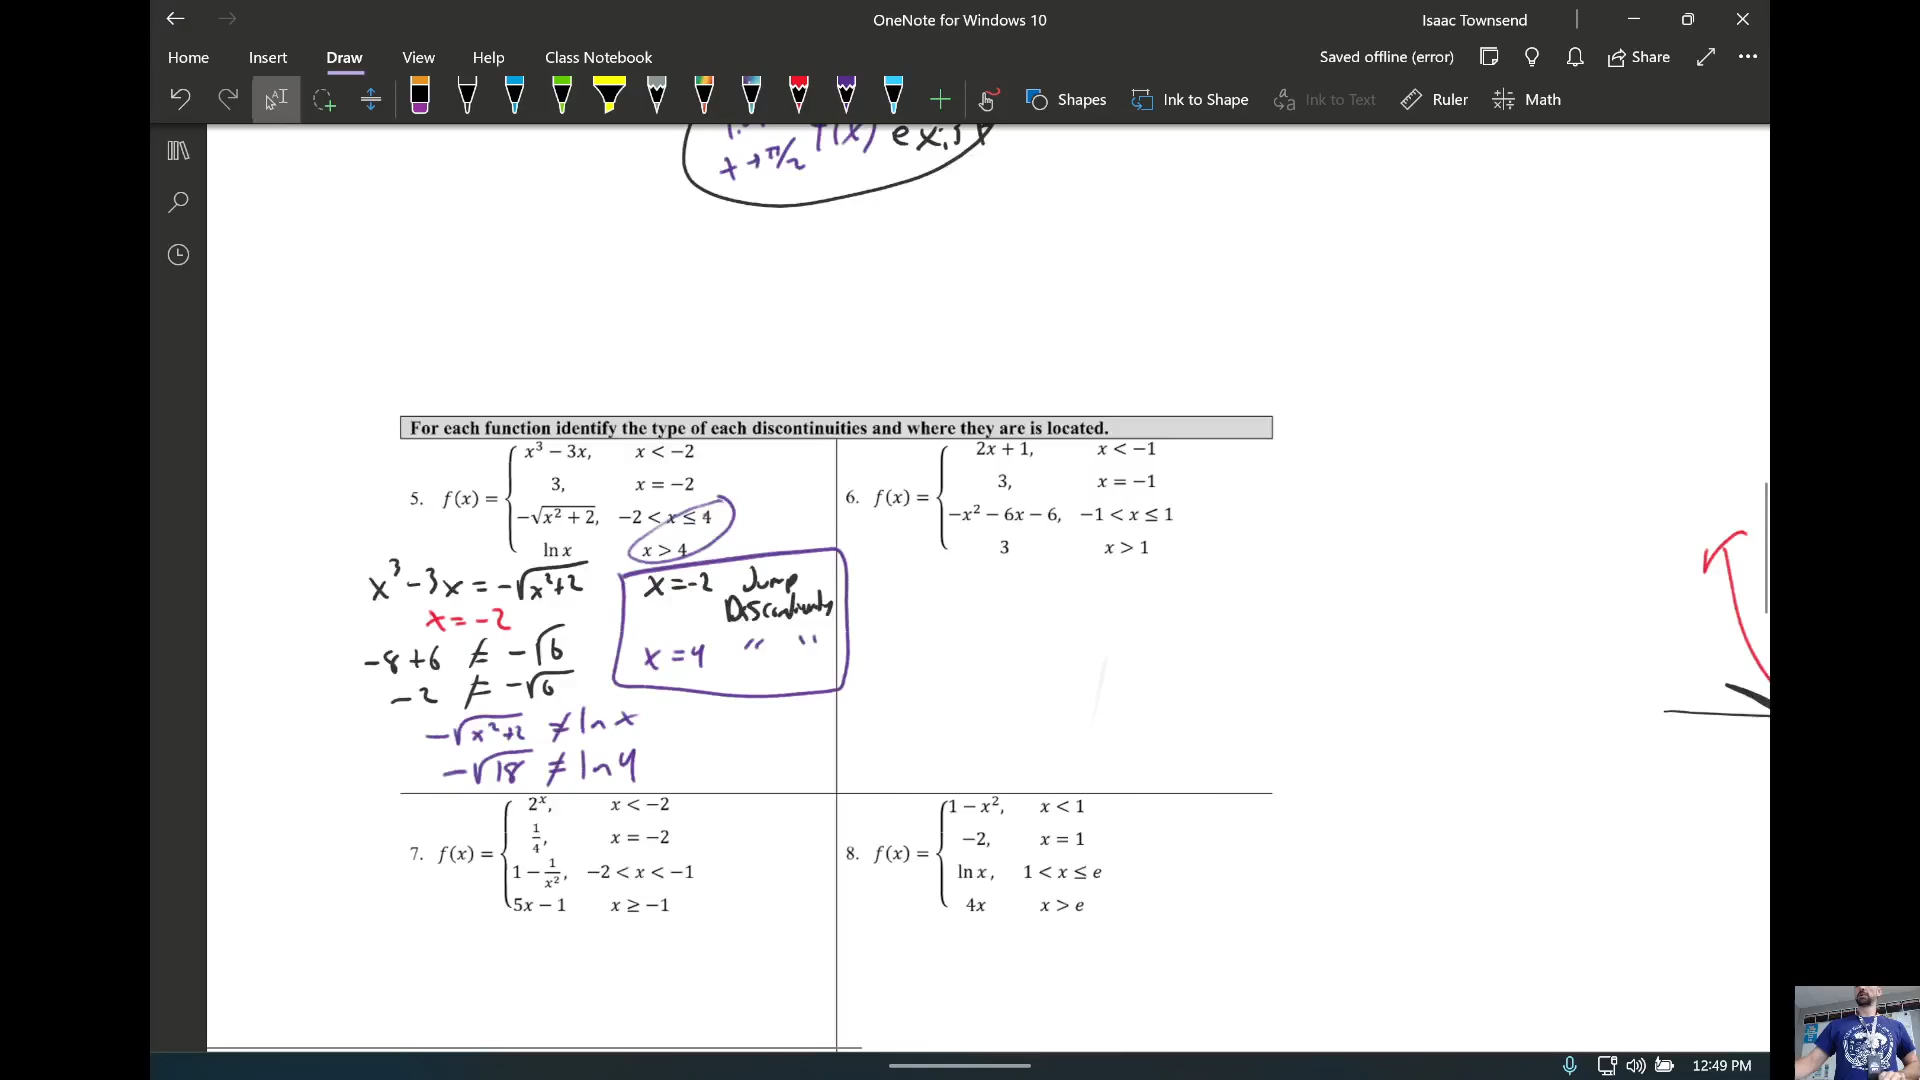 OneNote for Windows 10
Isaac Townsend
Home Insert Draw View Help Class Notebook
Saved offline (error) Share
Shapes Ink to Shape Ink to Text Ruler Math
f(x) exist
x→π/2
For each function identify the type of each discontinuities and where they are is located.
5. f(x) = { x³ − 3x, x < −2
3, x = −2
−√(x² + 2), −2 < x ≤ 4
ln x x > 4
x³ − 3x = −√(x²+2)
x = −2
−8 + 6 ≠ −√6
−2 ≠ −√6
−√(x²+2) ≠ ln x
−√18 ≠ ln 4
x = −2 Jump
Discontinuity
x = 4 " "
6. f(x) = { 2x + 1, x < −1
3, x = −1
−x² − 6x − 6, −1 < x ≤ 1
3 x > 1
7. f(x) = { 2ˣ, x < −2
1/4, x = −2
1 − 1/x², −2 < x < −1
5x − 1 x ≥ −1
8. f(x) = { 1 − x², x < 1
−2, x = 1
ln x, 1 < x ≤ e
4x x > e
12:49 PM